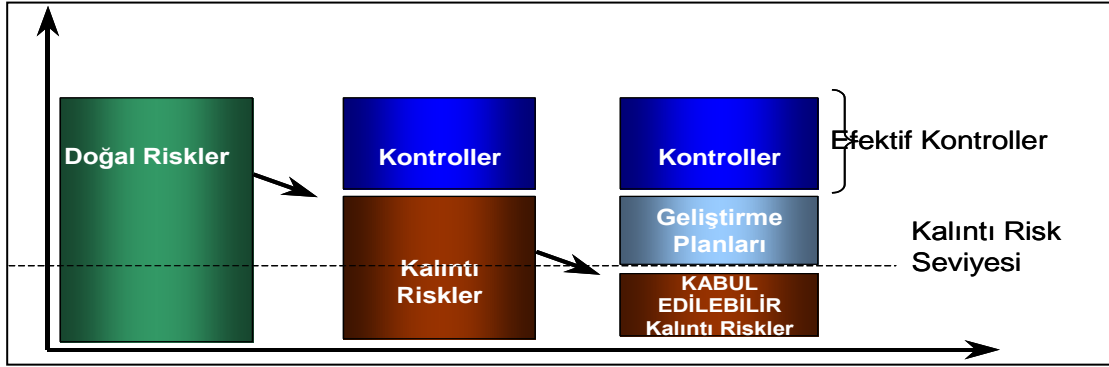 Doğal Riskler
Kontroller
Kalıntı
Riskler
Kontroller
Geliştirme
Planları
KABUL
EDİLEBİLİR
Kalıntı Riskler
Efektif Kontroller
Kalıntı Risk
Seviyesi